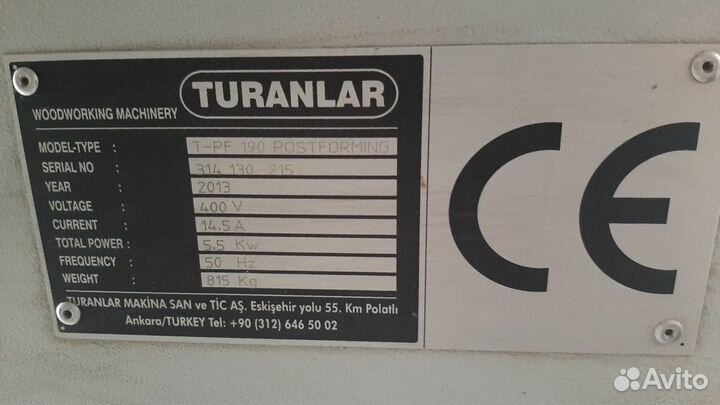 WOODWORKING MACHINERY TURANLAR
MODEL-TYPE : T-PF 190 POSTFORMING
SERIAL NO : 314 130 215
YEAR : 2013
VOLTAGE : 400 V
CURRENT : 14.5 A
TOTAL POWER : 5.5 Kw
FREQUENCY : 50 Hz
WEIGHT : 815 Kg
TURANLAR MAKİNA SAN ve TİC AŞ. Eskişehir yolu 55. Km Polatlı
Ankara/TURKEY Tel: +90 (312) 646 50 02
CE
Avito